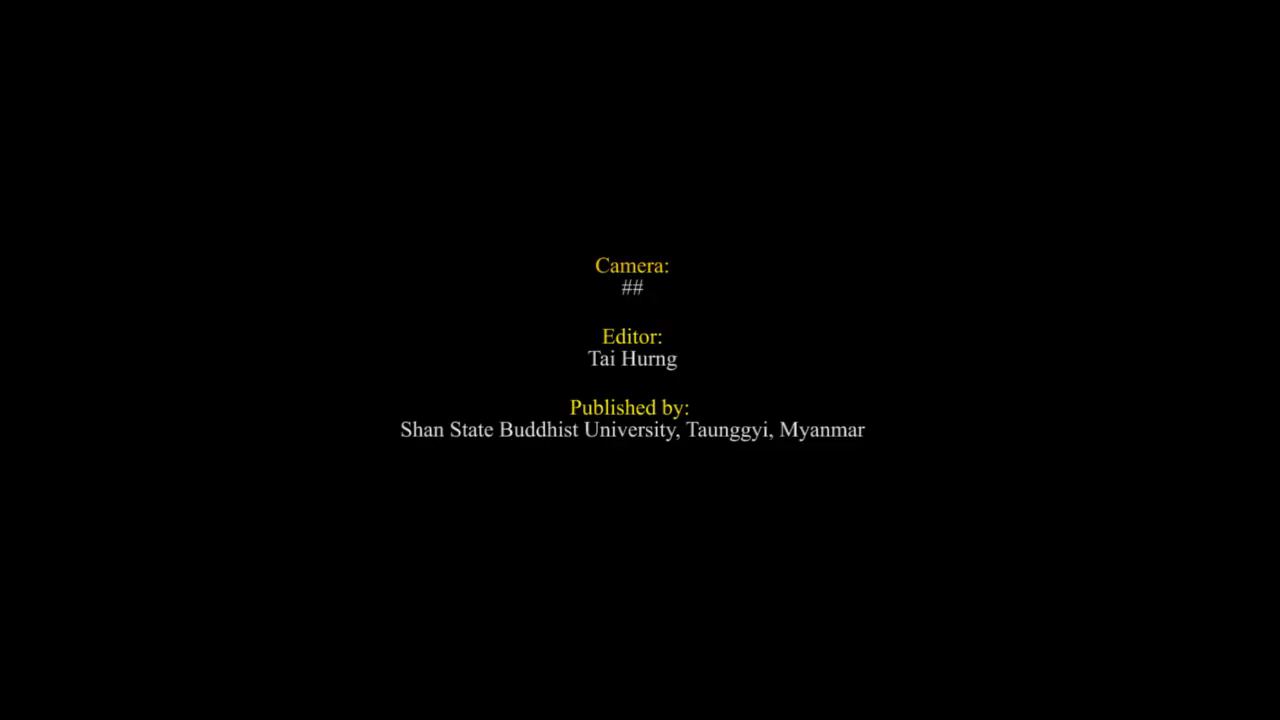 Camera:
##
Editor:
Tai Hurng
Published by:
Shan State Buddhist University, Taunggyi, Myanmar